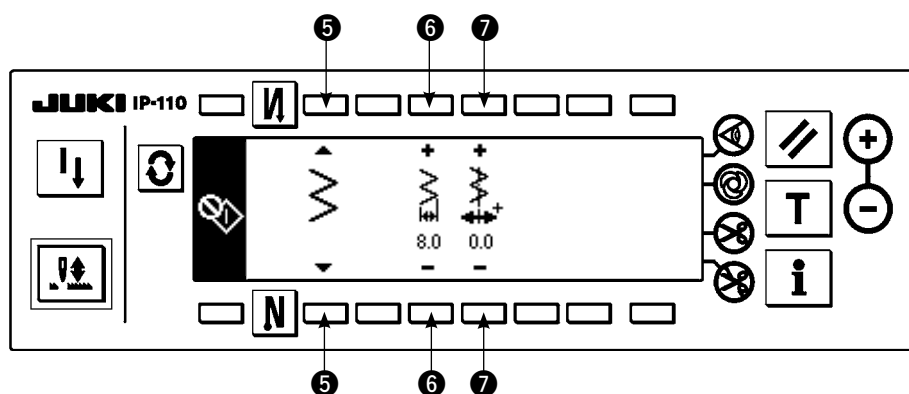 ❺ ❻ ❼
JUKI IP-110
+ +
+
8.0 0.0
− −
T
i
+
−
❺ ❻ ❼